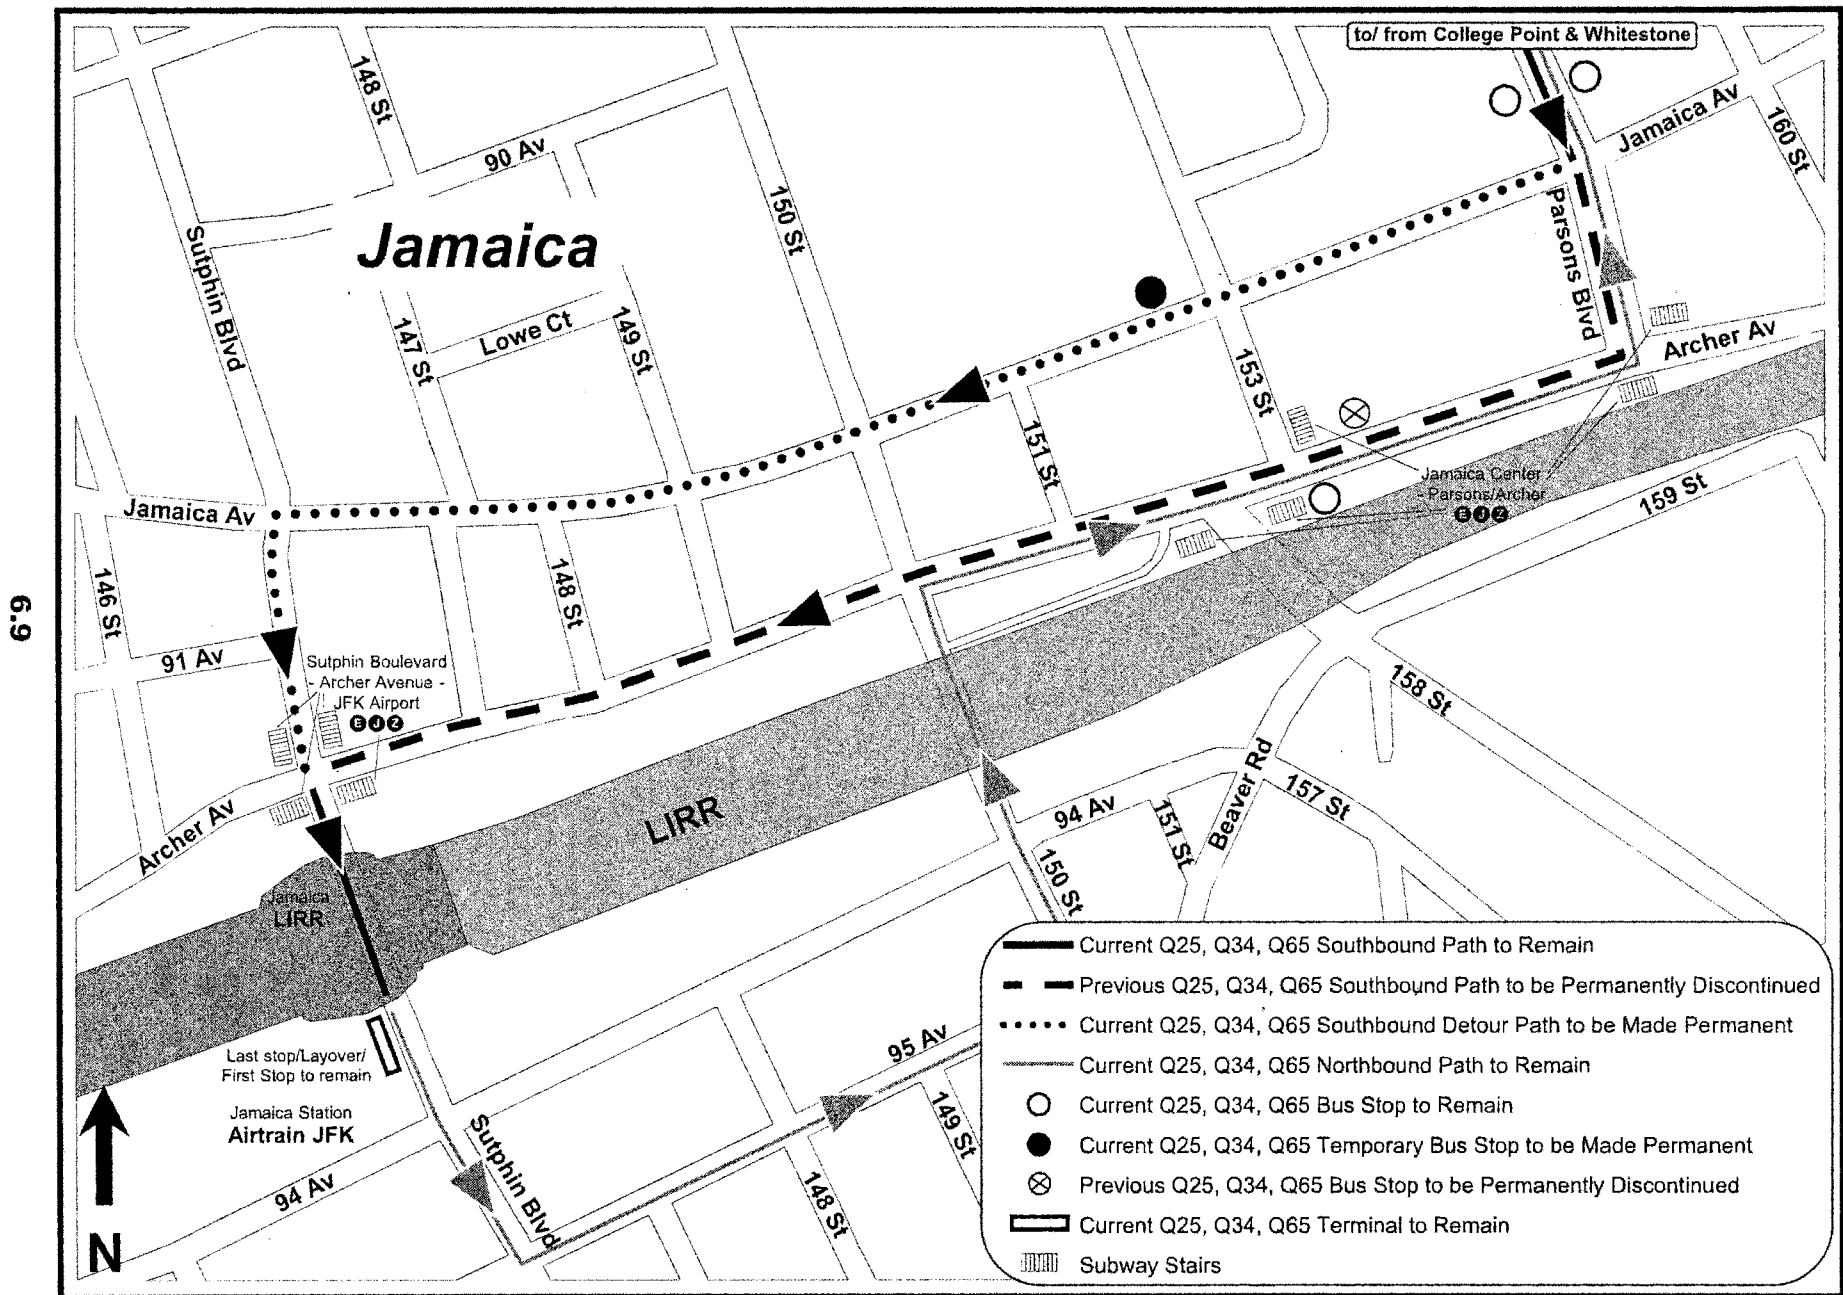 to/ from College Point & Whitestone
148 St
90 Av
Jamaica Av
160 St
150 St
Sutphin Blvd
Jamaica
Parsons Blvd
Lowe Ct
147 St
149 St
Archer Av
153 St
151 St
Jamaica Center
- Parsons/Archer
E J Z
159 St
Jamaica Av
146 St
148 St
6.9
91 Av
Sutphin Boulevard
- Archer Avenue -
JFK Airport
E J Z
158 St
Beaver Rd
157 St
94 Av
151 St
LIRR
Archer Av
150 St
Jamaica
LIRR
95 Av
Last stop/Layover/
First Stop to remain
Jamaica Station
Airtrain JFK
149 St
Sutphin Blvd
94 Av
148 St
N
Current Q25, Q34, Q65 Southbound Path to Remain
Previous Q25, Q34, Q65 Southbound Path to be Permanently Discontinued
Current Q25, Q34, Q65 Southbound Detour Path to be Made Permanent
Current Q25, Q34, Q65 Northbound Path to Remain
Current Q25, Q34, Q65 Bus Stop to Remain
Current Q25, Q34, Q65 Temporary Bus Stop to be Made Permanent
Previous Q25, Q34, Q65 Bus Stop to be Permanently Discontinued
Current Q25, Q34, Q65 Terminal to Remain
Subway Stairs